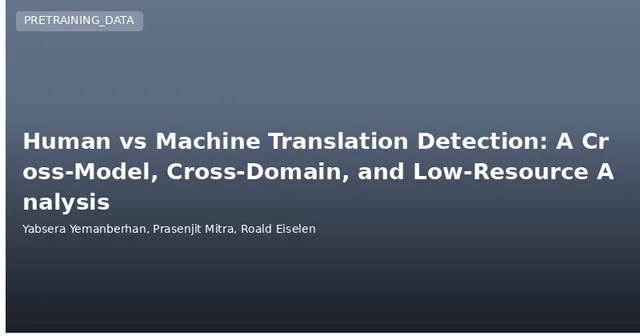 PRETRAINING_DATA
Human vs Machine Translation Detection: A Cr
oss-Model, Cross-Domain, and Low-Resource A
nalysis
Yabsera Yemanberhan, Prasenjit Mitra, Roald Eiselen